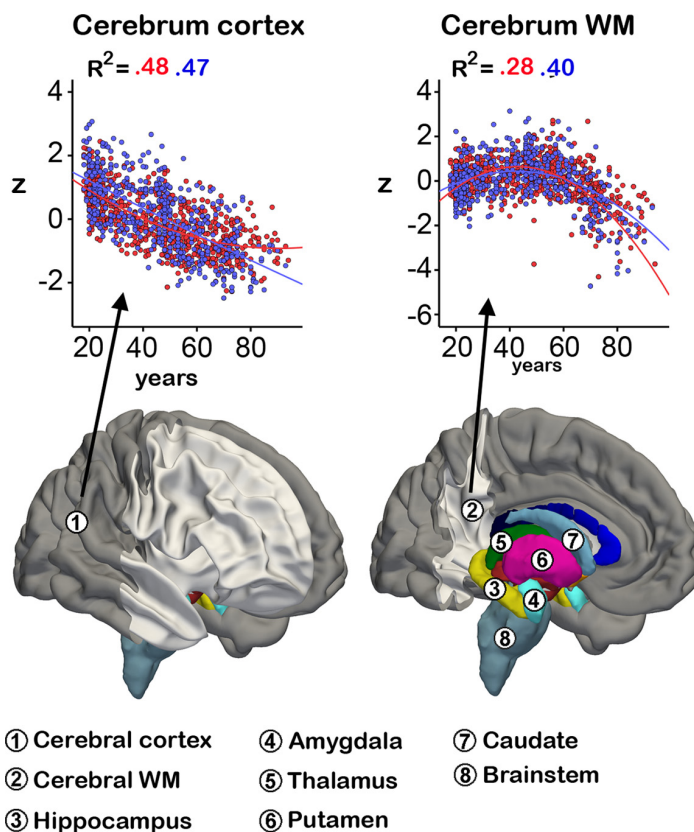 Cerebrum cortex
R² = .48 .47
4
2
0
-2
z
20 40 60 80
years
Cerebrum WM
R² = .28 .40
4
2
0
-2
-4
-6
z
20 40 60 80
years
1
2
3
4
5
6
7
8
1 Cerebral cortex
2 Cerebral WM
3 Hippocampus
4 Amygdala
5 Thalamus
6 Putamen
7 Caudate
8 Brainstem